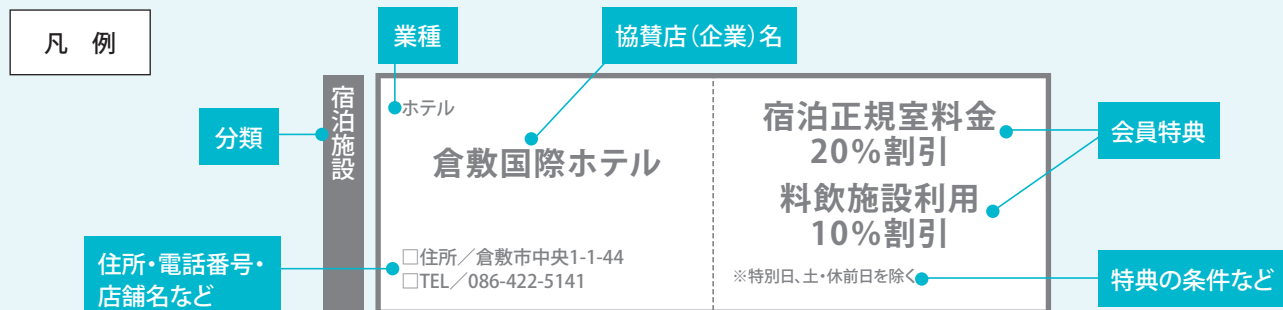 凡 例
業種
協賛店(企業)名
分類
宿泊施設
ホテル
倉敷国際ホテル
宿泊正規室料金
20%割引
料飲施設利用
10%割引
会員特典
住所・電話番号・
店舗名など
□住所／倉敷市中央1-1-44
□TEL／086-422-5141
※特別日、土・休前日を除く
特典の条件など